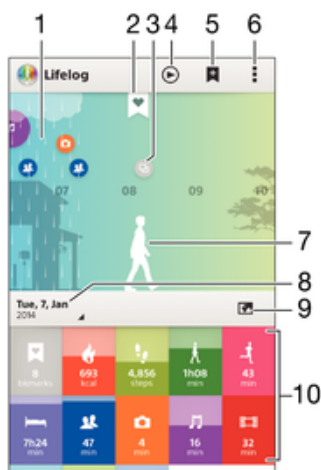 1 2 3 4 5 6
Lifelog
07 08 09 10
7
8
Tue, 7, Jan
2014
9
8 693 4,856 1h08 43
bkmarks kcal steps min min
10
7h24 47 4 16 32
min min min min min